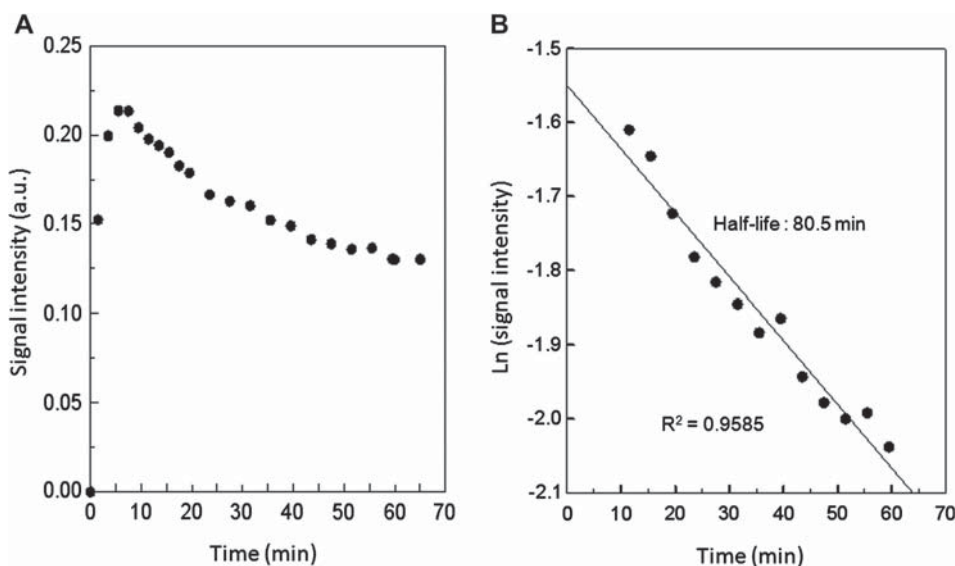 A
Signal intensity (a.u.)
0.25
0.20
0.15
0.10
0.05
0.00
0 10 20 30 40 50 60 70
Time (min)
B
Ln (signal intensity)
-1.5
-1.6
-1.7
-1.8
-1.9
-2.0
-2.1
Half-life : 80.5 min
R² = 0.9585
0 10 20 30 40 50 60 70
Time (min)